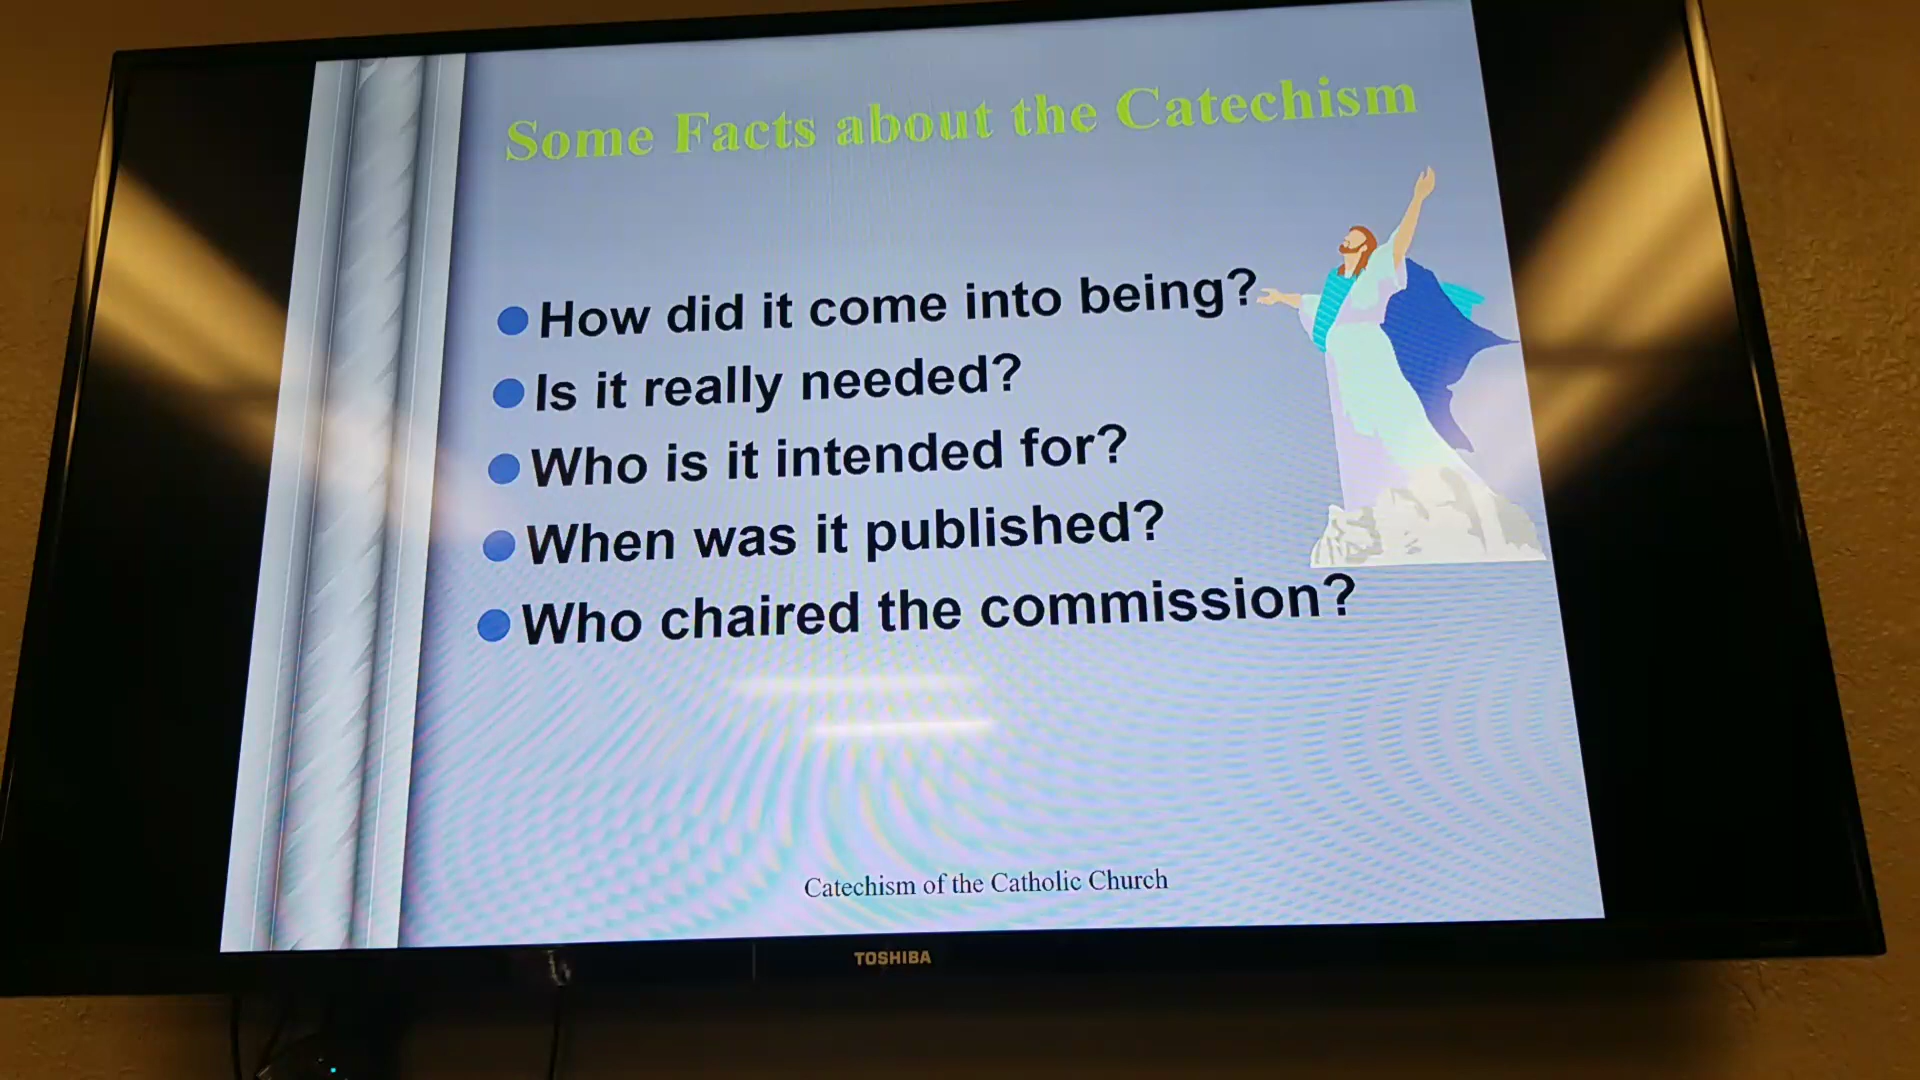 Some Facts about the Catechism
How did it come into being?
Is it really needed?
Who is it intended for?
When was it published?
Who chaired the commission?
Catechism of the Catholic Church
TOSHIBA